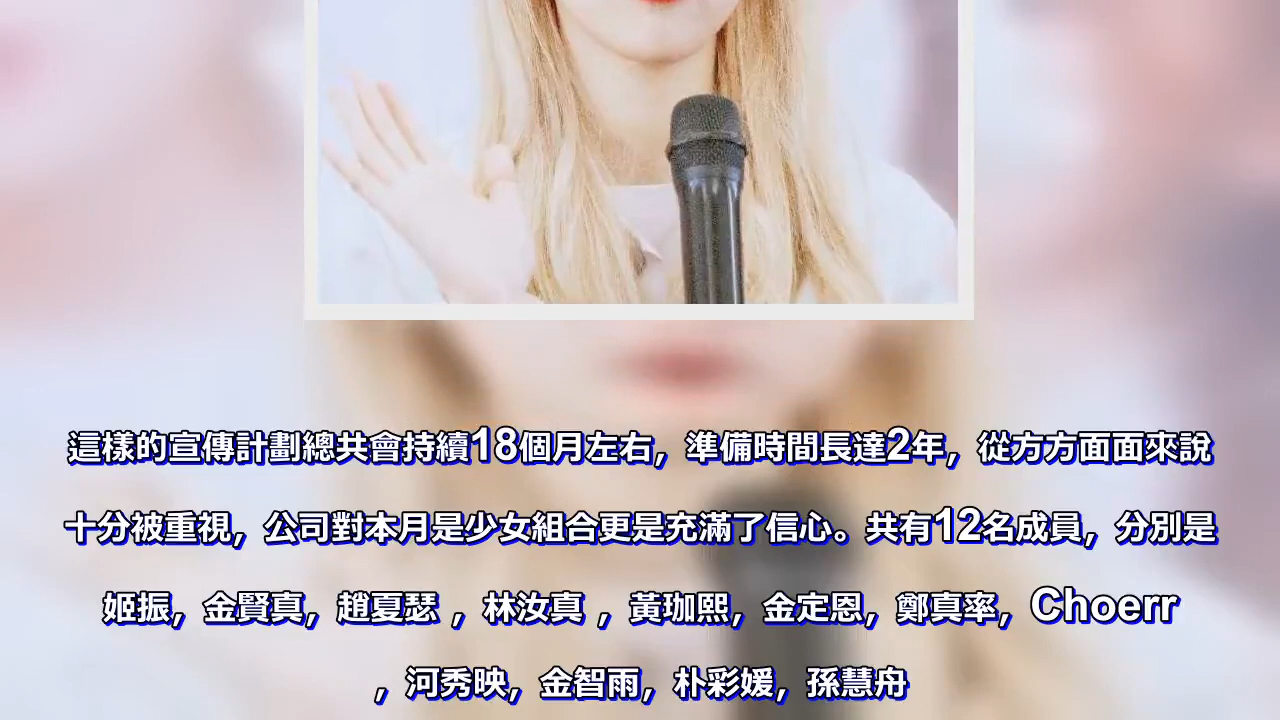 這樣的宣傳計劃總共會持續18個月左右，準備時間長達2年，從方方面面來說
十分被重視，公司對本月是少女組合更是充滿了信心。共有12名成員，分別是
姬振，金賢真，趙夏瑟 ，林汝真 ，黃珈熙，金定恩，鄭真率，Choerr
，河秀映，金智雨，朴彩媛，孫慧舟